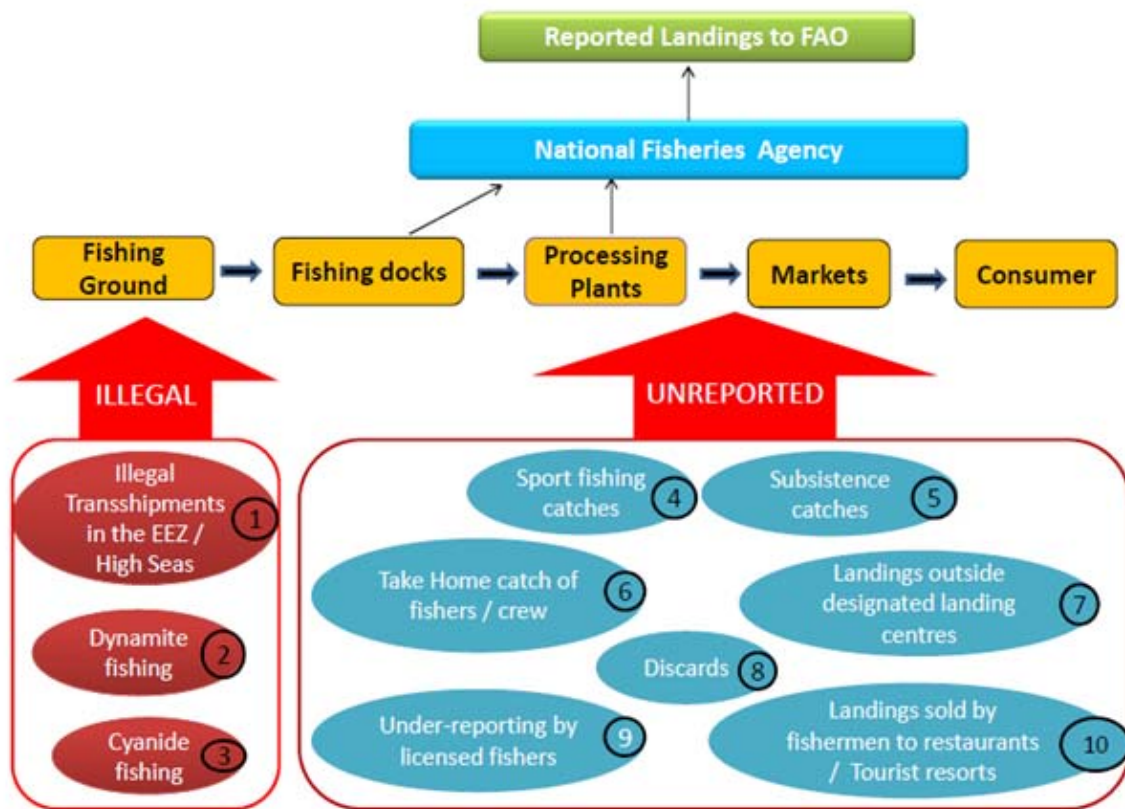 Reported Landings to FAO
National Fisheries Agency
Fishing
Ground
Fishing docks
Processing
Plants
Markets
Consumer
ILLEGAL
UNREPORTED
Illegal
Transshipments
in the EEZ /
High Seas
1
Dynamite
fishing
2
Cyanide
fishing
3
Sport fishing
catches
4
Subsistence
catches
5
Take Home catch of
fishers / crew
6
Landings outside
designated landing
centres
7
Discards
8
Under-reporting by
licensed fishers
9
Landings sold by
fishermen to restaurants
/ Tourist resorts
10